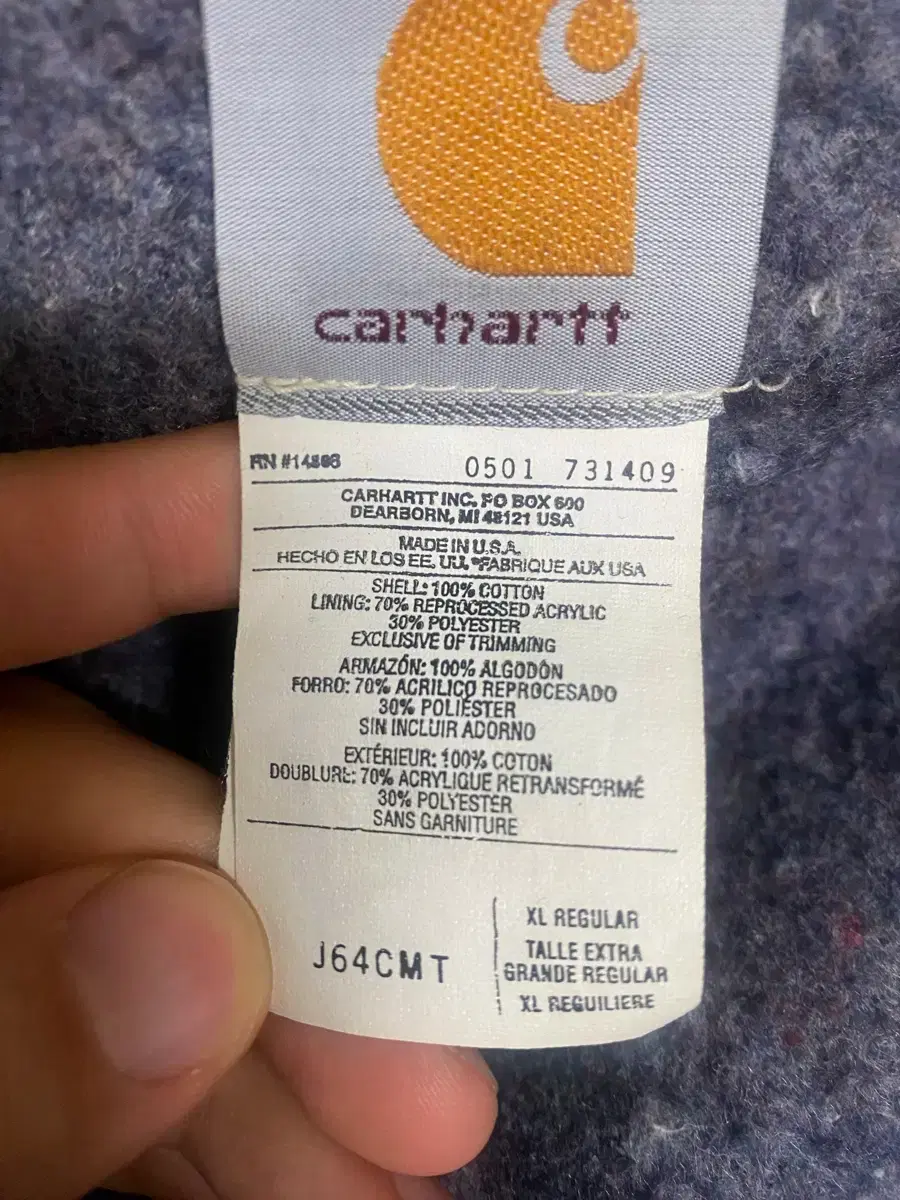 carhartt
RN #14806 0501 731409
CARHARTT INC. PO BOX 600
DEARBORN, MI 48121 USA
MADE IN U.S.A.
HECHO EN LOS EE. UU. *FABRIQUE AUX USA
SHELL: 100% COTTON
LINING: 70% REPROCESSED ACRYLIC
30% POLYESTER
EXCLUSIVE OF TRIMMING
ARMAZÓN: 100% ALGODÓN
FORRO: 70% ACRILICO REPROCESADO
30% POLIÉSTER
SIN INCLUIR ADORNO
EXTÉRIEUR: 100% COTON
DOUBLURE: 70% ACRYLIQUE RETRANSFORMÉ
30% POLYESTER
SANS GARNITURE
J64CMT
XL REGULAR
TALLE EXTRA
GRANDE REGULAR
XL REGUILIERE